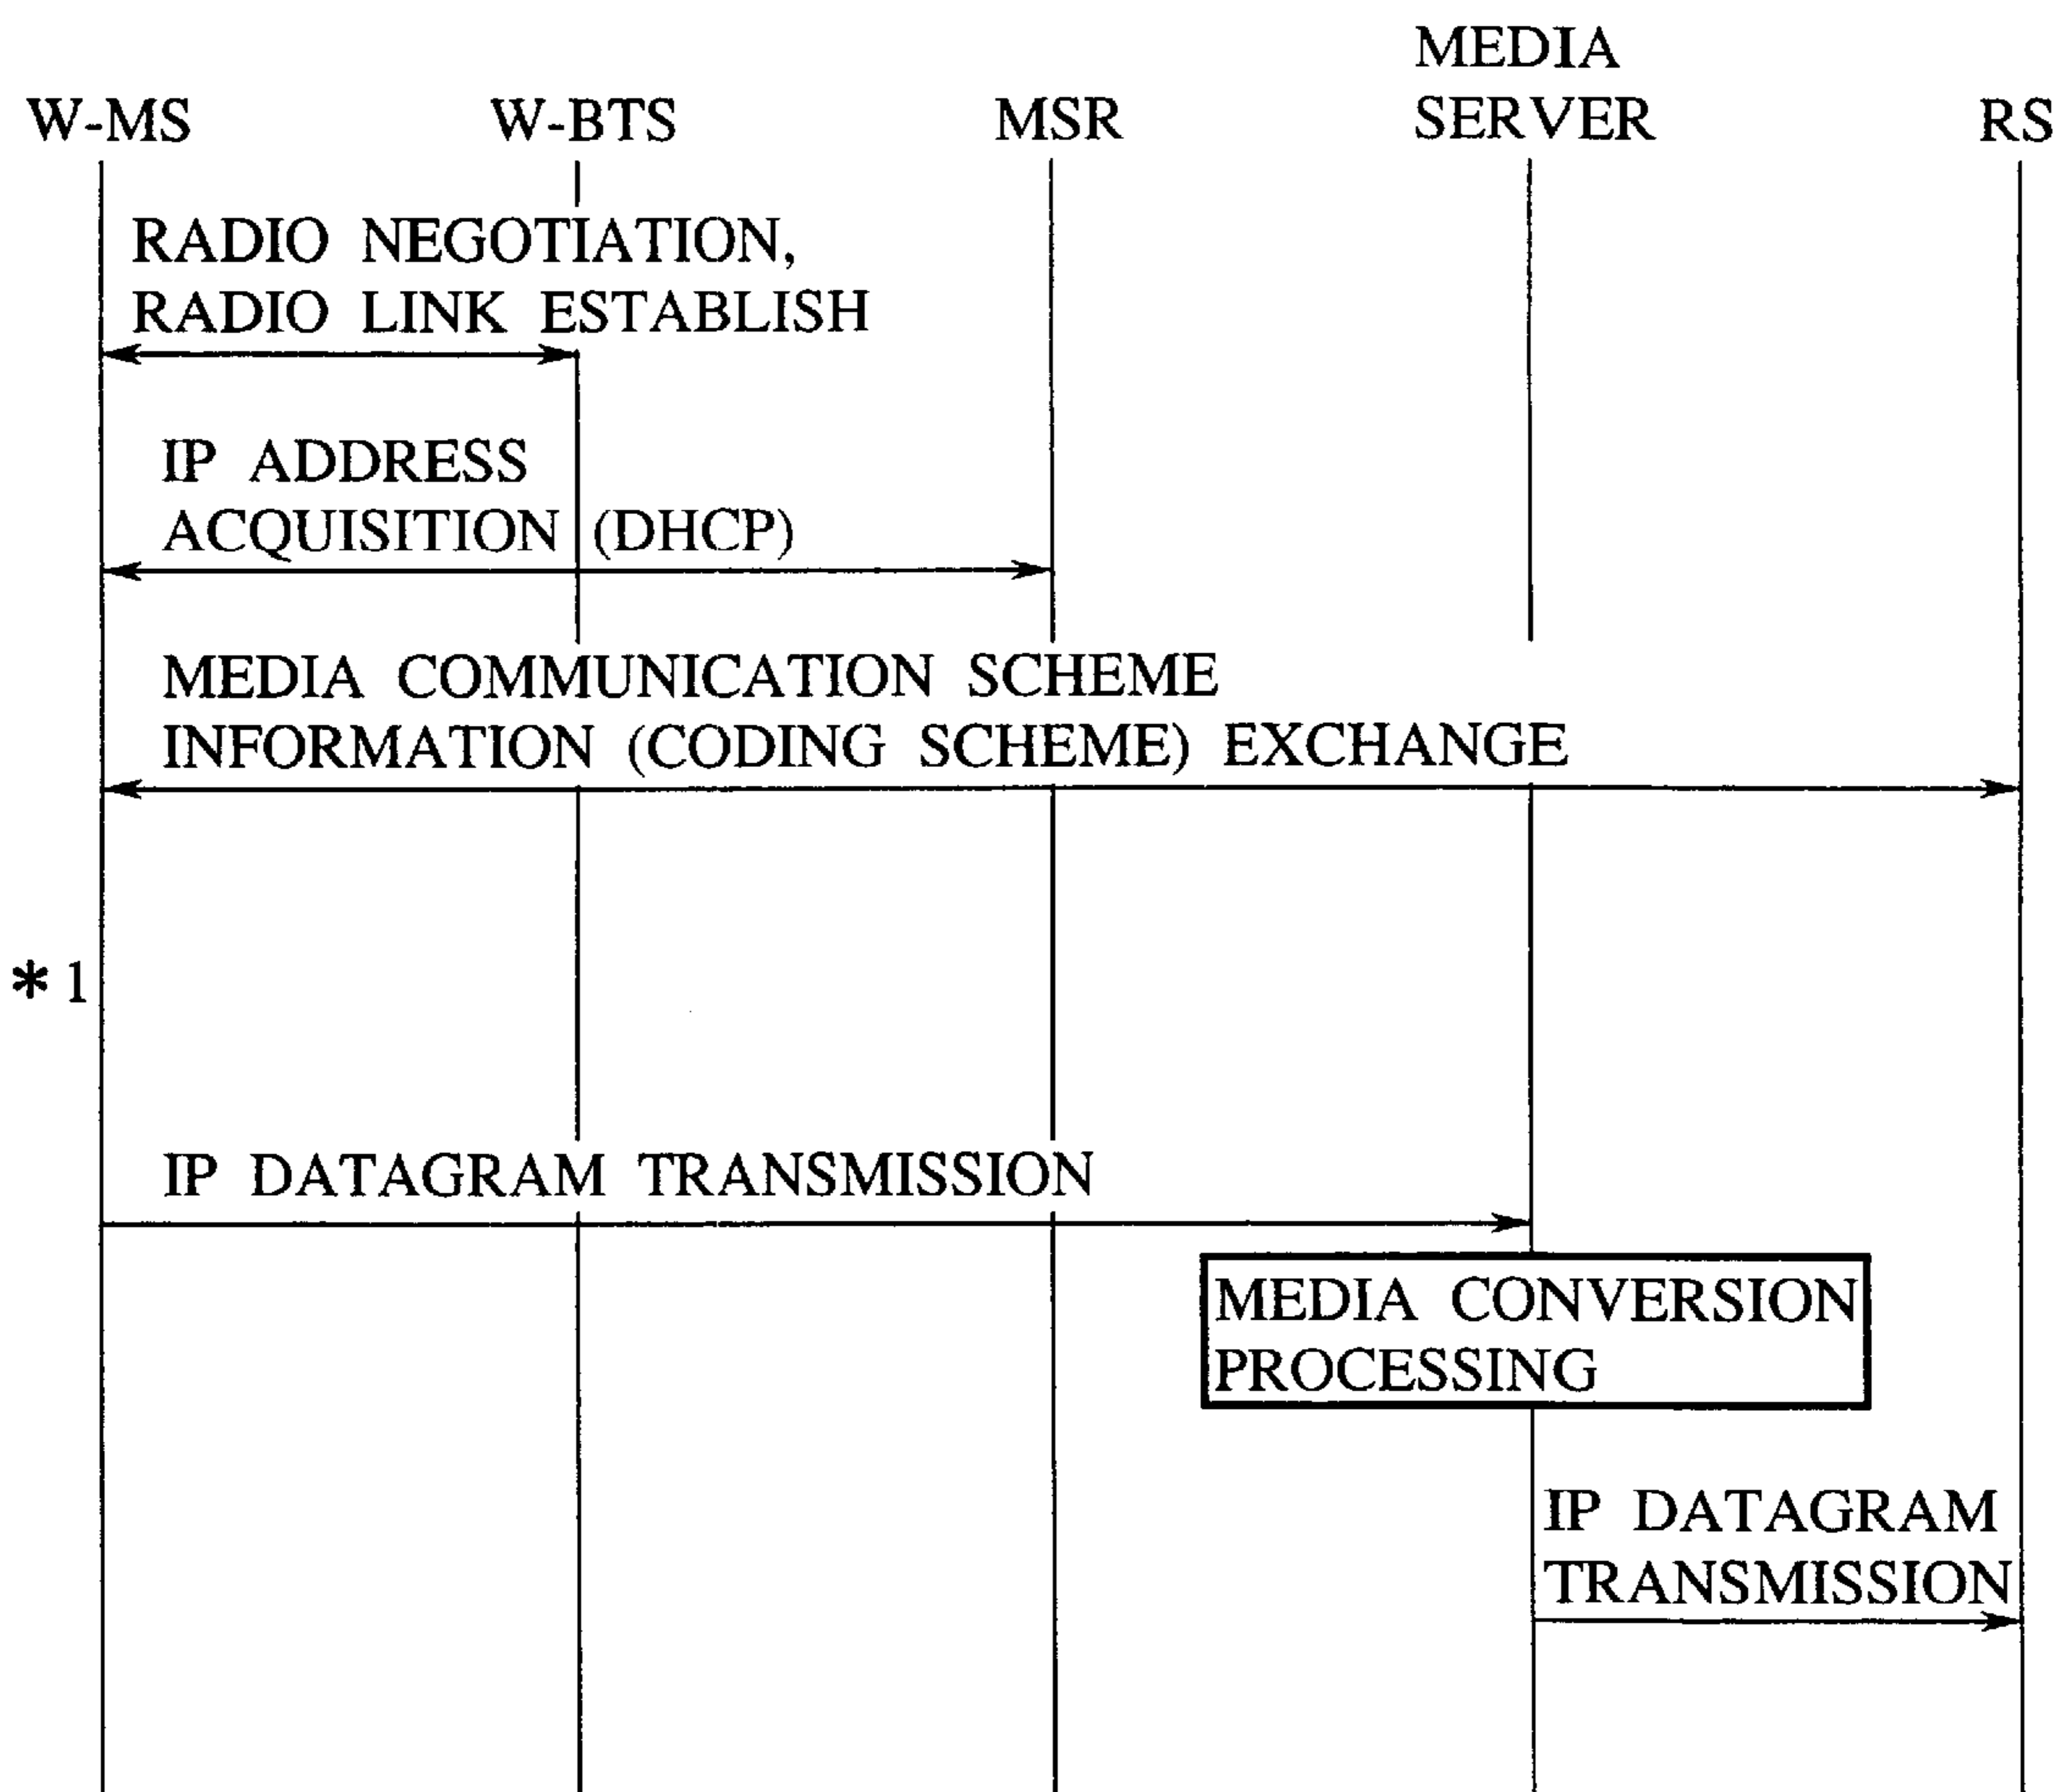 W-MS
W-BTS
MSR
MEDIA
SERVER
RS
RADIO NEGOTIATION,
RADIO LINK ESTABLISH
IP ADDRESS
ACQUISITION (DHCP)
MEDIA COMMUNICATION SCHEME
INFORMATION (CODING SCHEME) EXCHANGE
*1
IP DATAGRAM TRANSMISSION
MEDIA CONVERSION
PROCESSING
IP DATAGRAM
TRANSMISSION